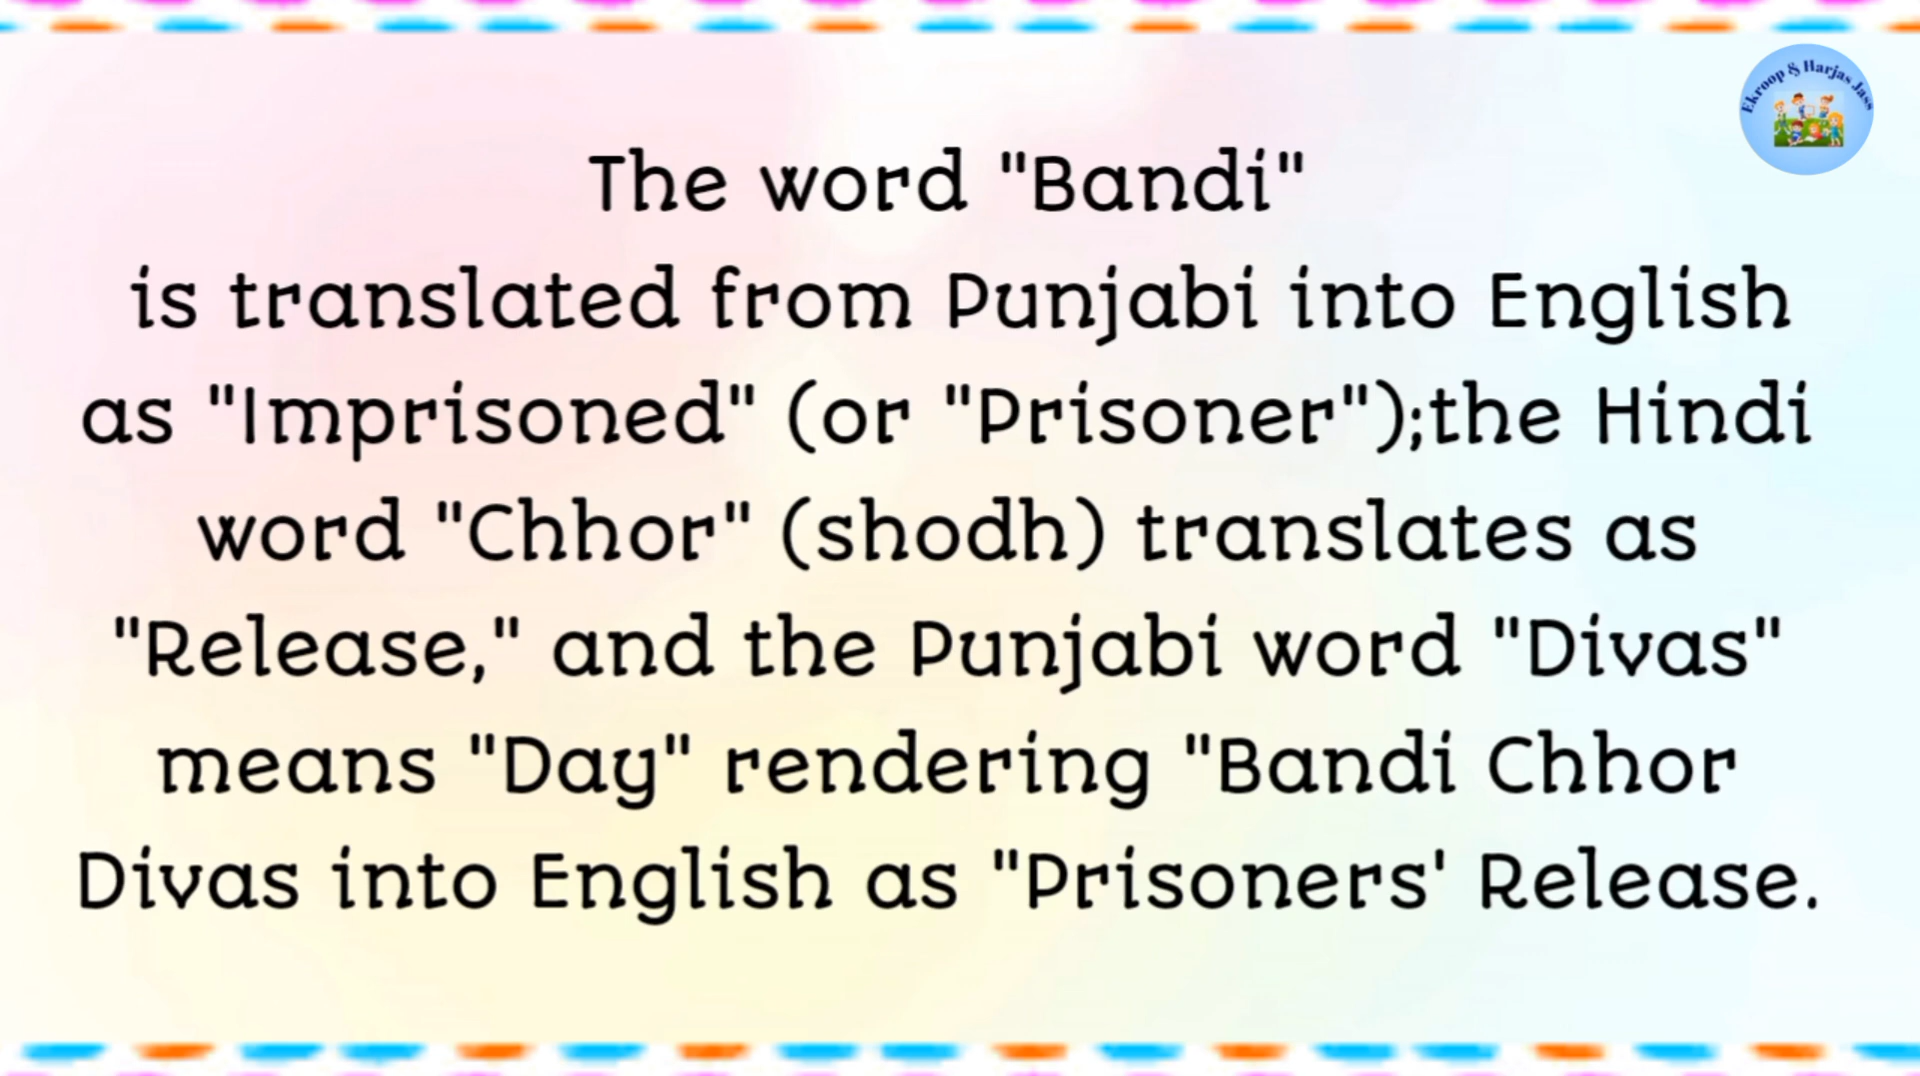 Ekroop & Harjas Jass
The word "Bandi"
is translated from Punjabi into English
as "Imprisoned" (or "Prisoner");the Hindi
word "Chhor" (shodh) translates as
"Release," and the Punjabi word "Divas"
means "Day" rendering "Bandi Chhor
Divas into English as "Prisoners' Release.